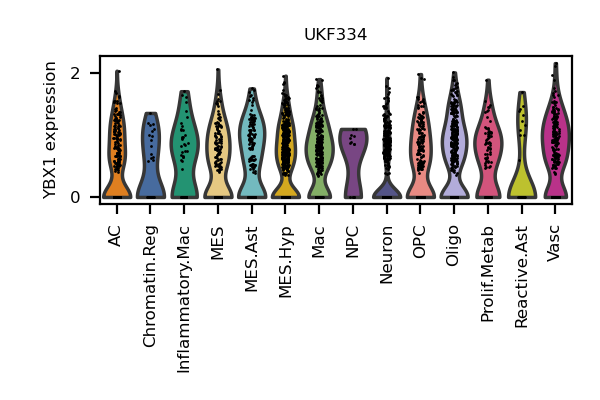 UKF334
YBX1 expression
2
0
AC
Chromatin.Reg
Inflammatory.Mac
MES
MES.Ast
MES.Hyp
Mac
NPC
Neuron
OPC
Oligo
Prolif.Metab
Reactive.Ast
Vasc